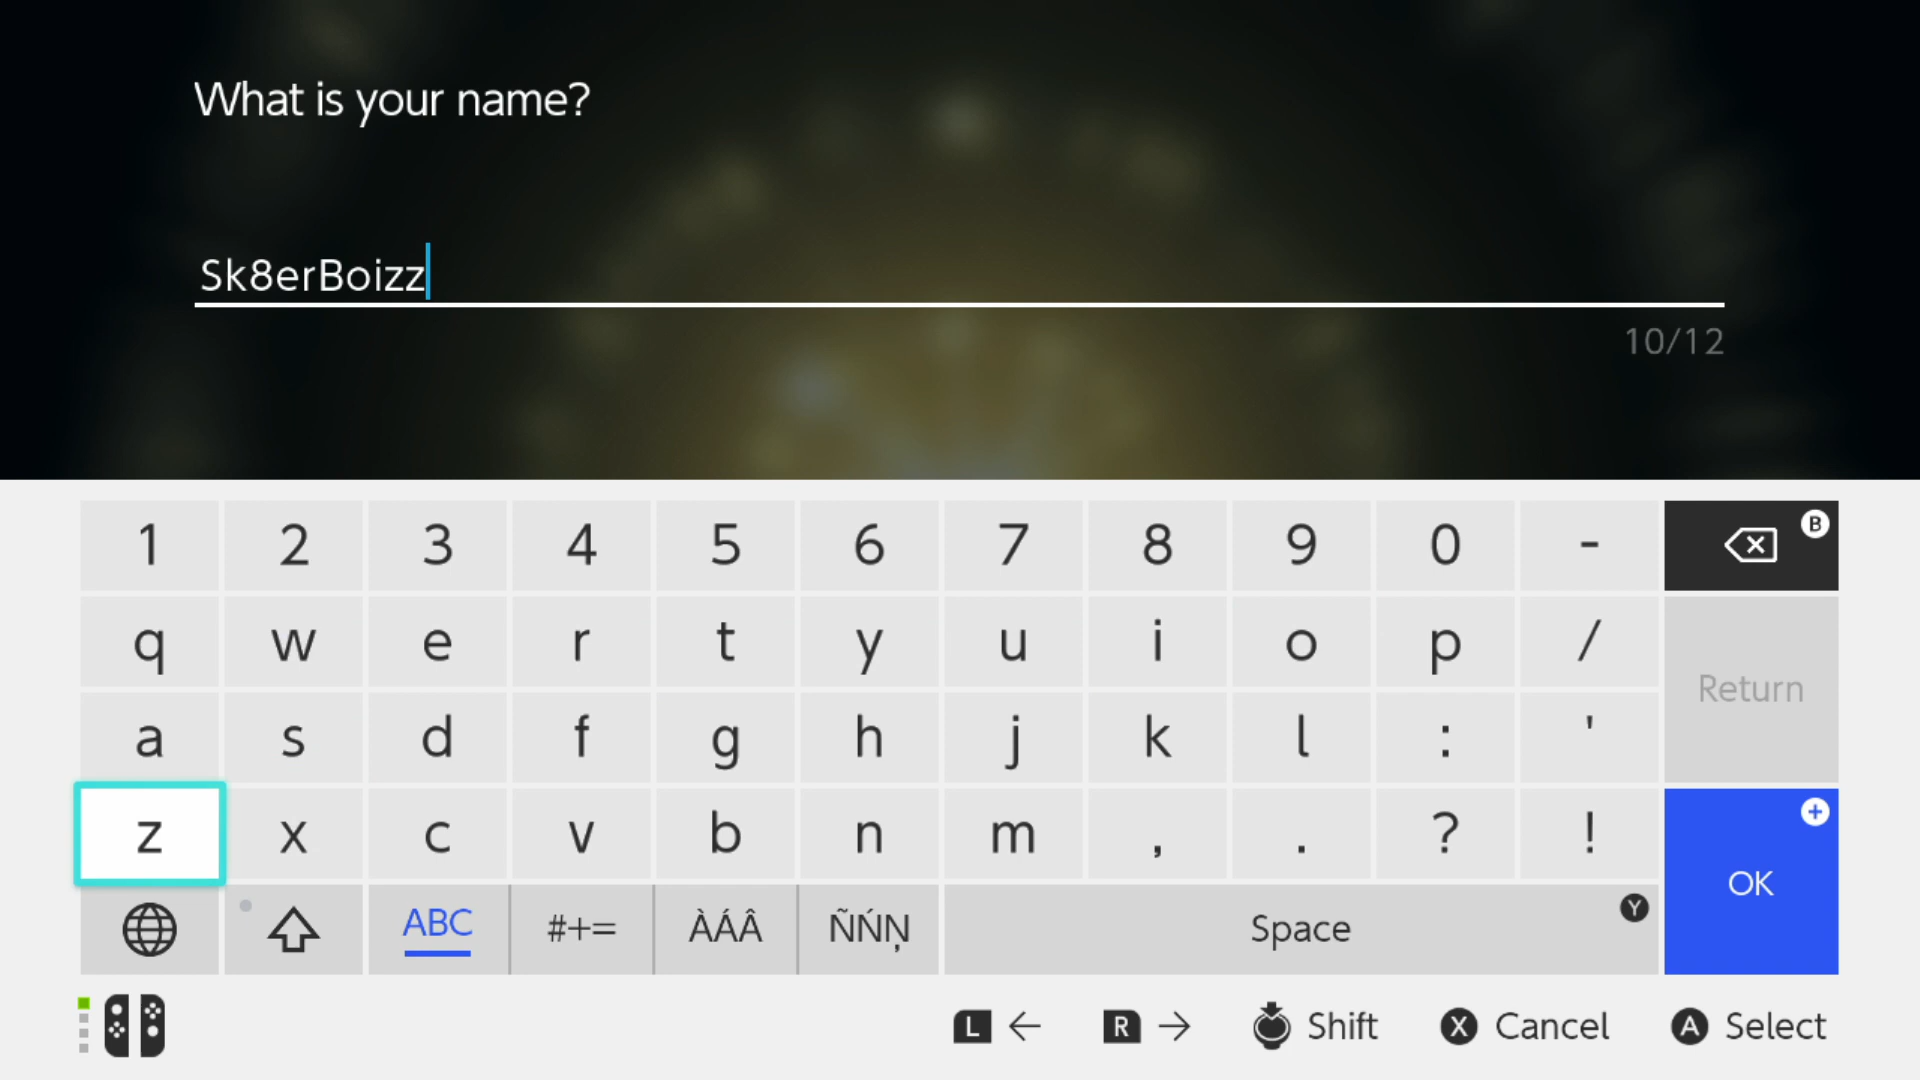 What is your name?
Sk8erBoizz
10/12
1 2 3 4 5 6 7 8 9 0 - B
q w e r t y u i o p /
Return
a s d f g h j k l : '
z x c v b n m , . ? ! +
OK
ABC #+= ÀÁÂ ÑŃŅ Space Y
L ← R → Shift X Cancel A Select